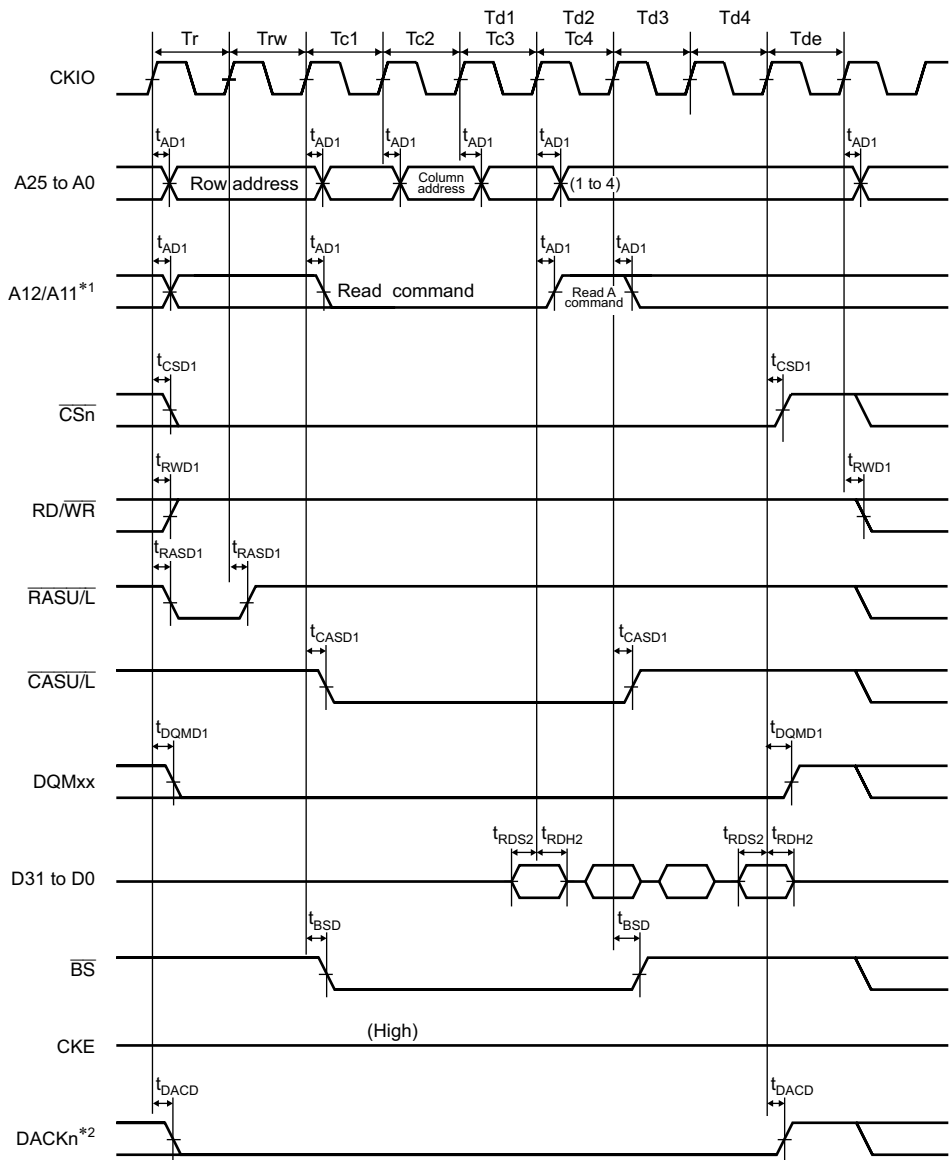 Td1 Td2 Td3 Td4
Tr Trw Tc1 Tc2 Tc3 Tc4 Tde
CKIO
tAD1 tAD1 tAD1 tAD1 tAD1 tAD1
A25 to A0 Row address Column address (1 to 4)
tAD1 tAD1 tAD1 tAD1
A12/A11*1 Read command Read A command
tCSD1 tCSD1
CSn
tRWD1 tRWD1
RD/WR
tRASD1 tRASD1
RASU/L
tCASD1 tCASD1
CASU/L
tDQMD1 tDQMD1
DQMxx
tRDS2 tRDH2 tRDS2 tRDH2
D31 to D0
tBSD tBSD
BS
(High)
CKE
tDACD tDACD
DACKn*2